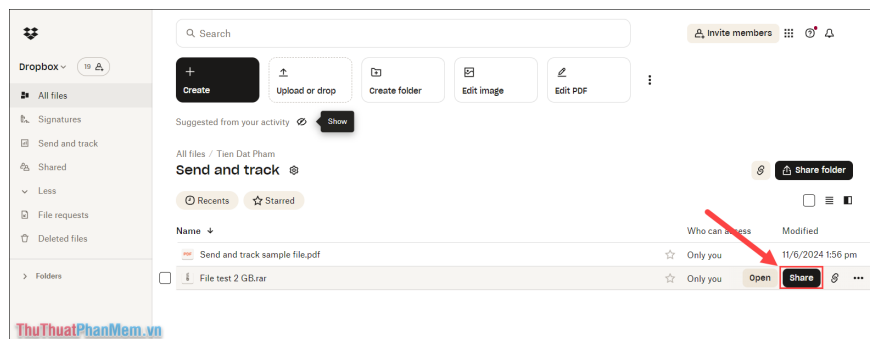 Search
Invite members
Dropbox
19
Create
Upload or drop
Create folder
Edit image
Edit PDF
All files
Signatures
Suggested from your activity
Show
Send and track
All files / Tien Dat Pham
Shared
Send and track
Share folder
Less
Recents
Starred
File requests
Name
Who can access
Modified
Deleted files
PDF
Send and track sample file.pdf
Only you
11/6/2024 1:56 pm
Folders
File test 2 GB.rar
Only you
Open
Share
ThuThuatPhanMem.vn